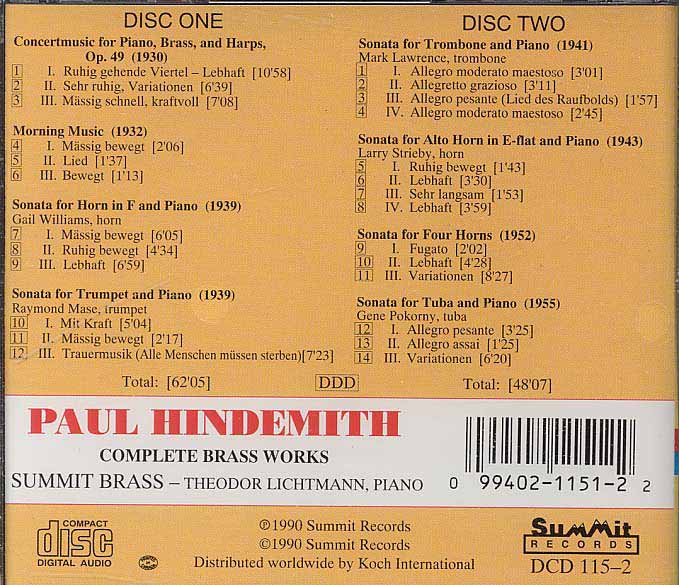 DISC ONE
Concertmusic for Piano, Brass, and Harps,
Op. 49 (1930)
1 I. Ruhig gehende Viertel – Lebhaft [10'58]
2 II. Sehr ruhig, Variationen [6'39]
3 III. Mässig schnell, kraftvoll [7'08]
Morning Music (1932)
4 I. Mässig bewegt [2'06]
5 II. Lied [1'37]
6 III. Bewegt [1'13]
Sonata for Horn in F and Piano (1939)
Gail Williams, horn
7 I. Mässig bewegt [6'05]
8 II. Ruhig bewegt [4'34]
9 III. Lebhaft [6'59]
Sonata for Trumpet and Piano (1939)
Raymond Mase, trumpet
10 I. Mit Kraft [5'04]
11 II. Mässig bewegt [2'17]
12 III. Trauermusik (Alle Menschen müssen sterben)[7'23]
Total: [62'05]
DDD
DISC TWO
Sonata for Trombone and Piano (1941)
Mark Lawrence, trombone
1 I. Allegro moderato maestoso [3'01]
2 II. Allegretto grazioso [3'11]
3 III. Allegro pesante (Lied des Raufbolds) [1'57]
4 IV. Allegro moderato maestoso [2'45]
Sonata for Alto Horn in E-flat and Piano (1943)
Larry Strieby, horn
5 I. Ruhig bewegt [1'43]
6 II. Lebhaft [3'30]
7 III. Sehr langsam [1'53]
8 IV. Lebhaft [3'59]
Sonata for Four Horns (1952)
9 I. Fugato [2'02]
10 II. Lebhaft [4'28]
11 III. Variationen [8'27]
Sonata for Tuba and Piano (1955)
Gene Pokorny, tuba
12 I. Allegro pesante [3'25]
13 II. Allegro assai [1'25]
14 III. Variationen [6'20]
Total: [48'07]
PAUL HINDEMITH
COMPLETE BRASS WORKS
SUMMIT BRASS – THEODOR LICHTMANN, PIANO
0 99402-1151-2 2
COMPACT
disc
DIGITAL AUDIO
℗1990 Summit Records
©1990 Summit Records
Distributed worldwide by Koch International
Summit
RECORDS
DCD 115–2